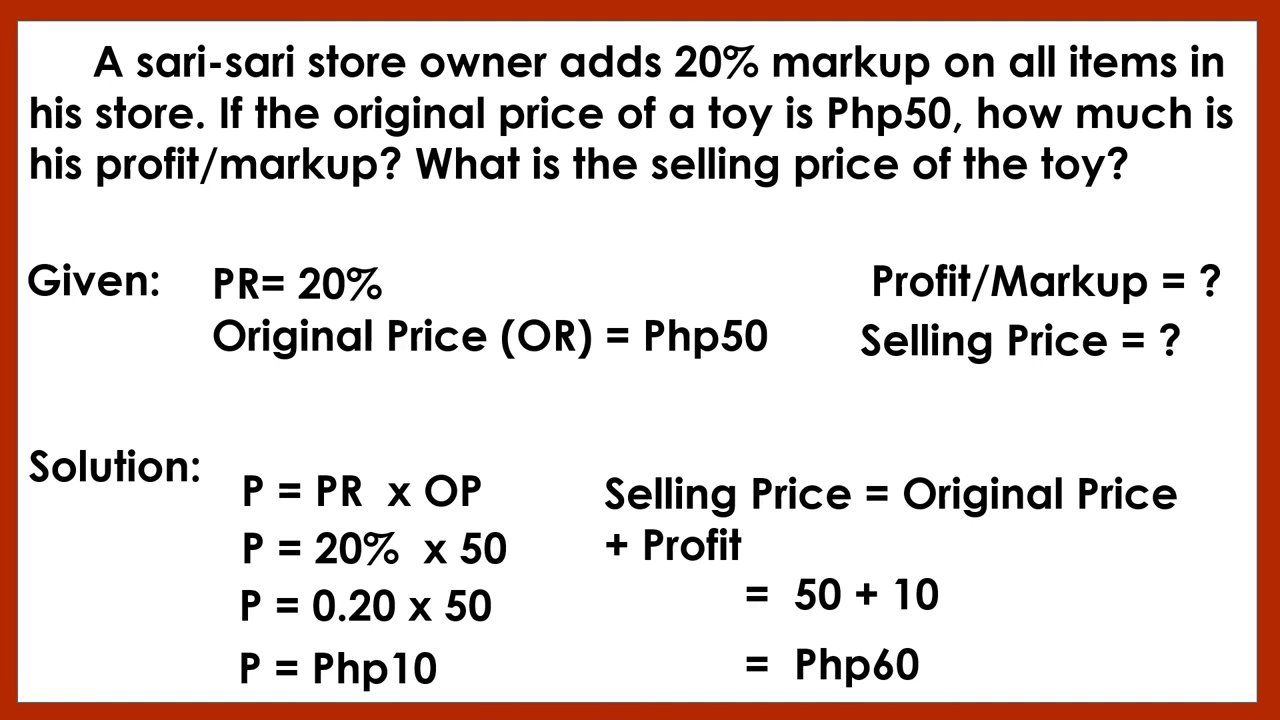 A sari-sari store owner adds 20% markup on all items in
his store. If the original price of a toy is Php50, how much is
his profit/markup? What is the selling price of the toy?
Given:
PR= 20%
Original Price (OR) = Php50
Profit/Markup = ?
Selling Price = ?
Solution:
P = PR x OP
P = 20% x 50
P = 0.20 x 50
P = Php10
Selling Price = Original Price
+ Profit
= 50 + 10
= Php60